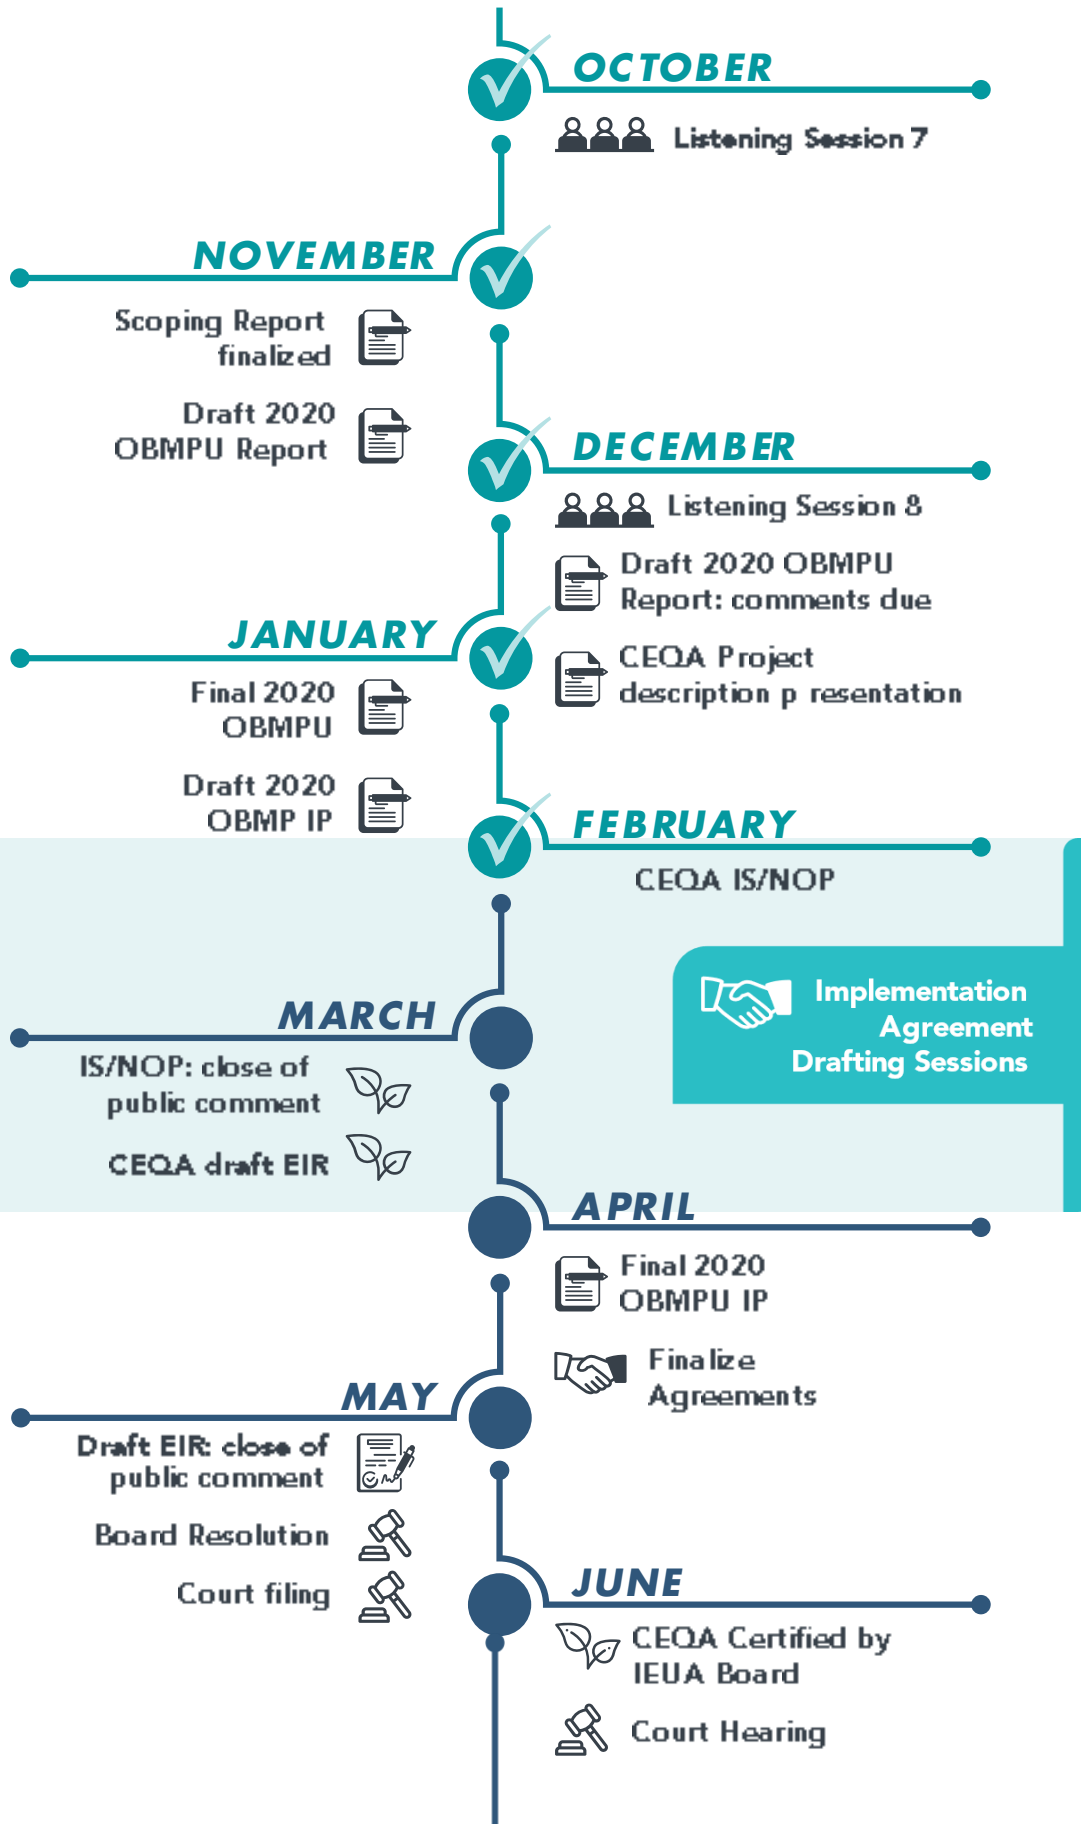 OCTOBER
Listening Session 7
NOVEMBER
Scoping Report
finalized
Draft 2020
OBMPU Report
DECEMBER
Listening Session 8
Draft 2020 OBMPU
Report: comments due
CEQA Project
description p resentation
JANUARY
Final 2020
OBMPU
Draft 2020
OBMP IP
FEBRUARY
CEQA IS/NOP
Implementation
Agreement
Drafting Sessions
MARCH
IS/NOP: close of
public comment
CEQA draft EIR
APRIL
Final 2020
OBMPU IP
Finalize
Agreements
MAY
Draft EIR: close of
public comment
Board Resolution
Court filing
JUNE
CEQA Certified by
IEUA Board
Court Hearing